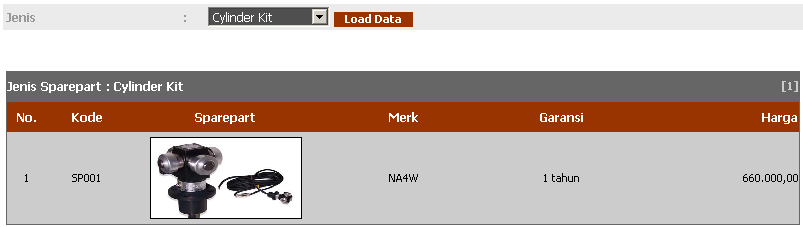 Jenis : Cylinder Kit Load Data
Jenis Sparepart : Cylinder Kit [1]
No. Kode Sparepart Merk Garansi Harga
1 SP001 NA4W 1 tahun 660.000,00